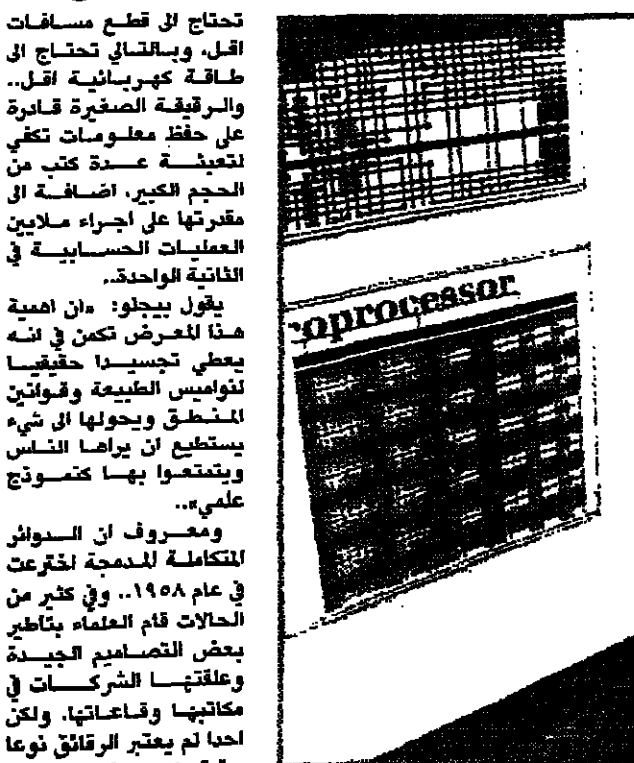 تحتاج الى قطع مسافات
اقل، وبالتالي تحتاج الى
طاقة كهربائية اقل..
والرقيقة الصغيرة قادرة
على حفظ معلومات تكفي
لتعبئة عدة كتب من
الحجم الكبير، اضافة الى
مقدرتها على اجراء ملايين
العمليات الحسابية في
الثانية الواحدة..
يقول بيجلو: «ان اهمية
هذا المعرض تكمن في انه
يعطي تجسيدا حقيقيا
لنواميس الطبيعة وقوانين
المنطق ويحولها الى شيء
يستطيع ان يراها الناس
ويتمتعوا بها كنموذج
علمي»..
ومعروف ان الدوائر
المتكاملة المدمجة اخترعت
في عام ١٩٥٨.. وفي كثير من
الحالات قام العلماء بتأطير
بعض التصاميم الجيدة
وعلقتها الشركات في
مكاتبها وقاعاتها، ولكن
احدا لم يعتبر الرقائق نوعا
oprocessor